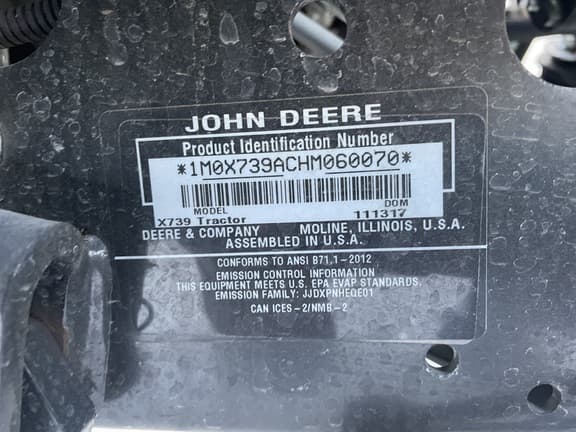 JOHN DEERE
Product Identification Number
*1M0X739ACHM060070*
MODEL DOM
X739 Tractor 111317
DEERE & COMPANY MOLINE, ILLINOIS, U.S.A.
ASSEMBLED IN U.S.A.
CONFORMS TO ANSI B71.1-2012
EMISSION CONTROL INFORMATION
THIS EQUIPMENT MEETS U.S. EPA EVAP STANDARDS.
EMISSION FAMILY: JJDXPNHEQE01
CAN ICES-2/NMB-2